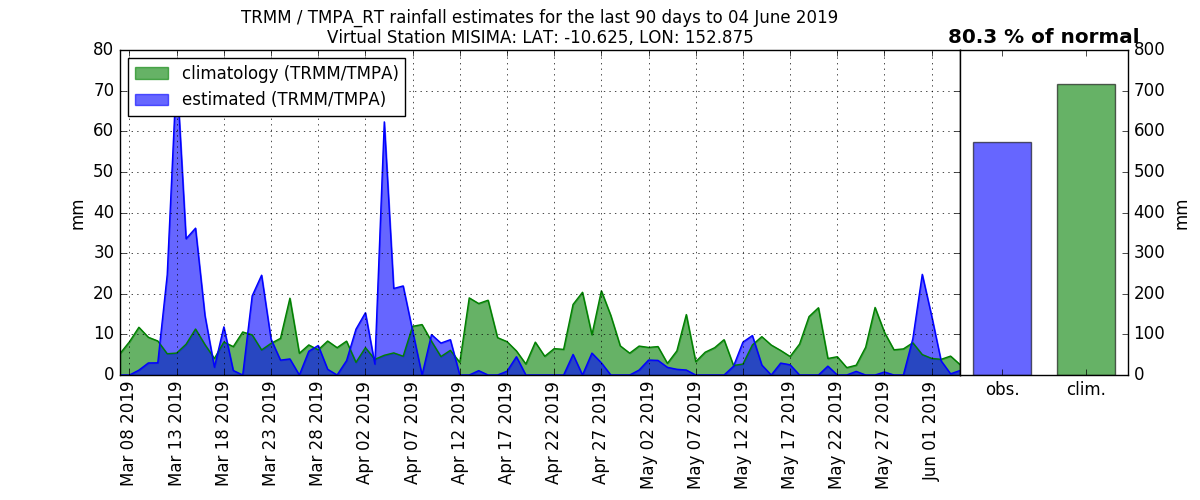 TRMM / TMPA_RT rainfall estimates for the last 90 days to 04 June 2019
Virtual Station MISIMA: LAT: -10.625, LON: 152.875
80.3 % of normal
climatology (TRMM/TMPA)
estimated (TRMM/TMPA)
80
70
60
50
40
30
20
10
0
mm
800
700
600
500
400
300
200
100
0
mm
obs.
clim.
Mar 08 2019
Mar 13 2019
Mar 18 2019
Mar 23 2019
Mar 28 2019
Apr 02 2019
Apr 07 2019
Apr 12 2019
Apr 17 2019
Apr 22 2019
Apr 27 2019
May 02 2019
May 07 2019
May 12 2019
May 17 2019
May 22 2019
May 27 2019
Jun 01 2019